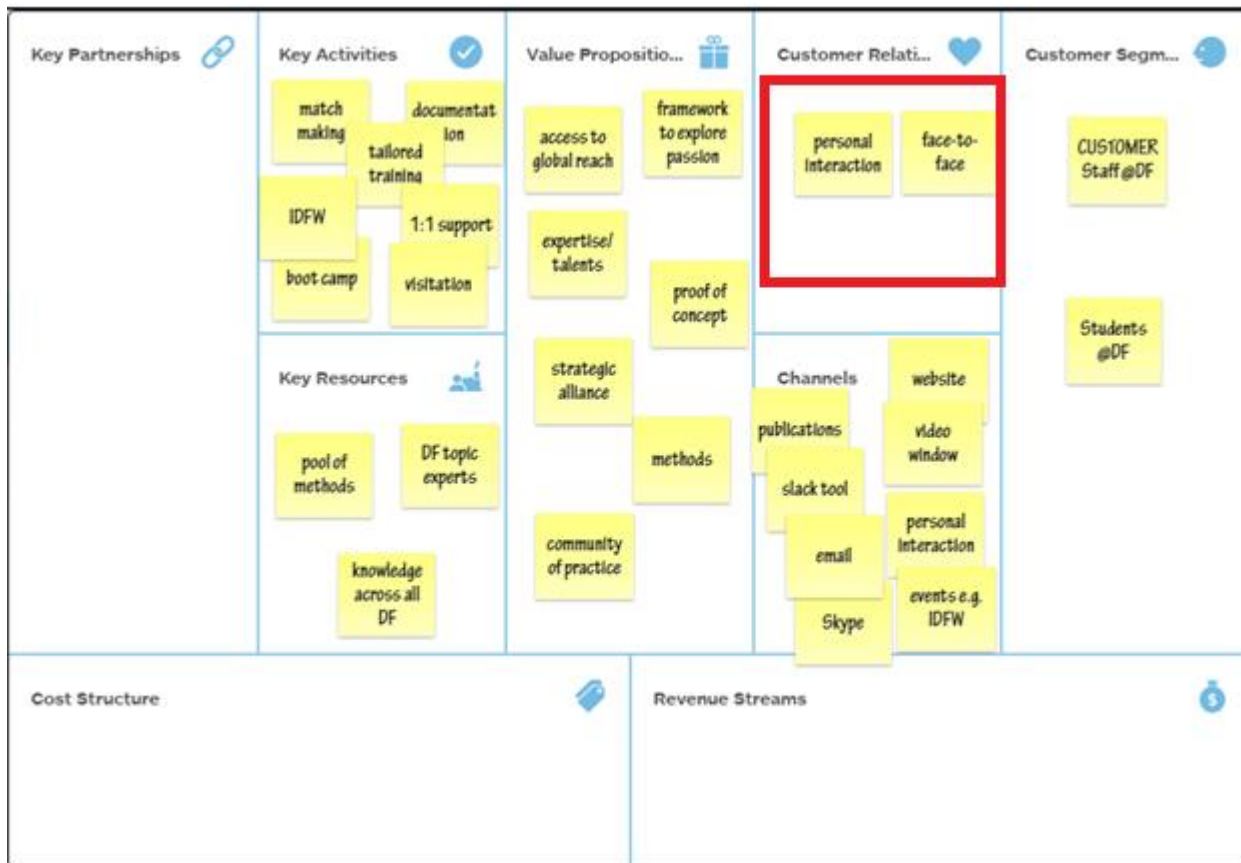 Key Partnerships
Key Activities
match
making
documentat
ion
tailored
training
IDFW
1:1 support
boot camp
visitation
Key Resources
pool of
methods
DF topic
experts
knowledge
across all
DF
Value Propositio...
access to
global reach
framework
to explore
passion
expertise/
talents
proof of
concept
strategic
alliance
methods
community
of practice
Customer Relati...
personal
interaction
face-to-
face
Channels
website
publications
video
window
slack tool
personal
interaction
email
events e.g.
IDFW
Skype
Customer Segm...
CUSTOMER
Staff @DF
Students
@DF
Cost Structure
Revenue Streams
$